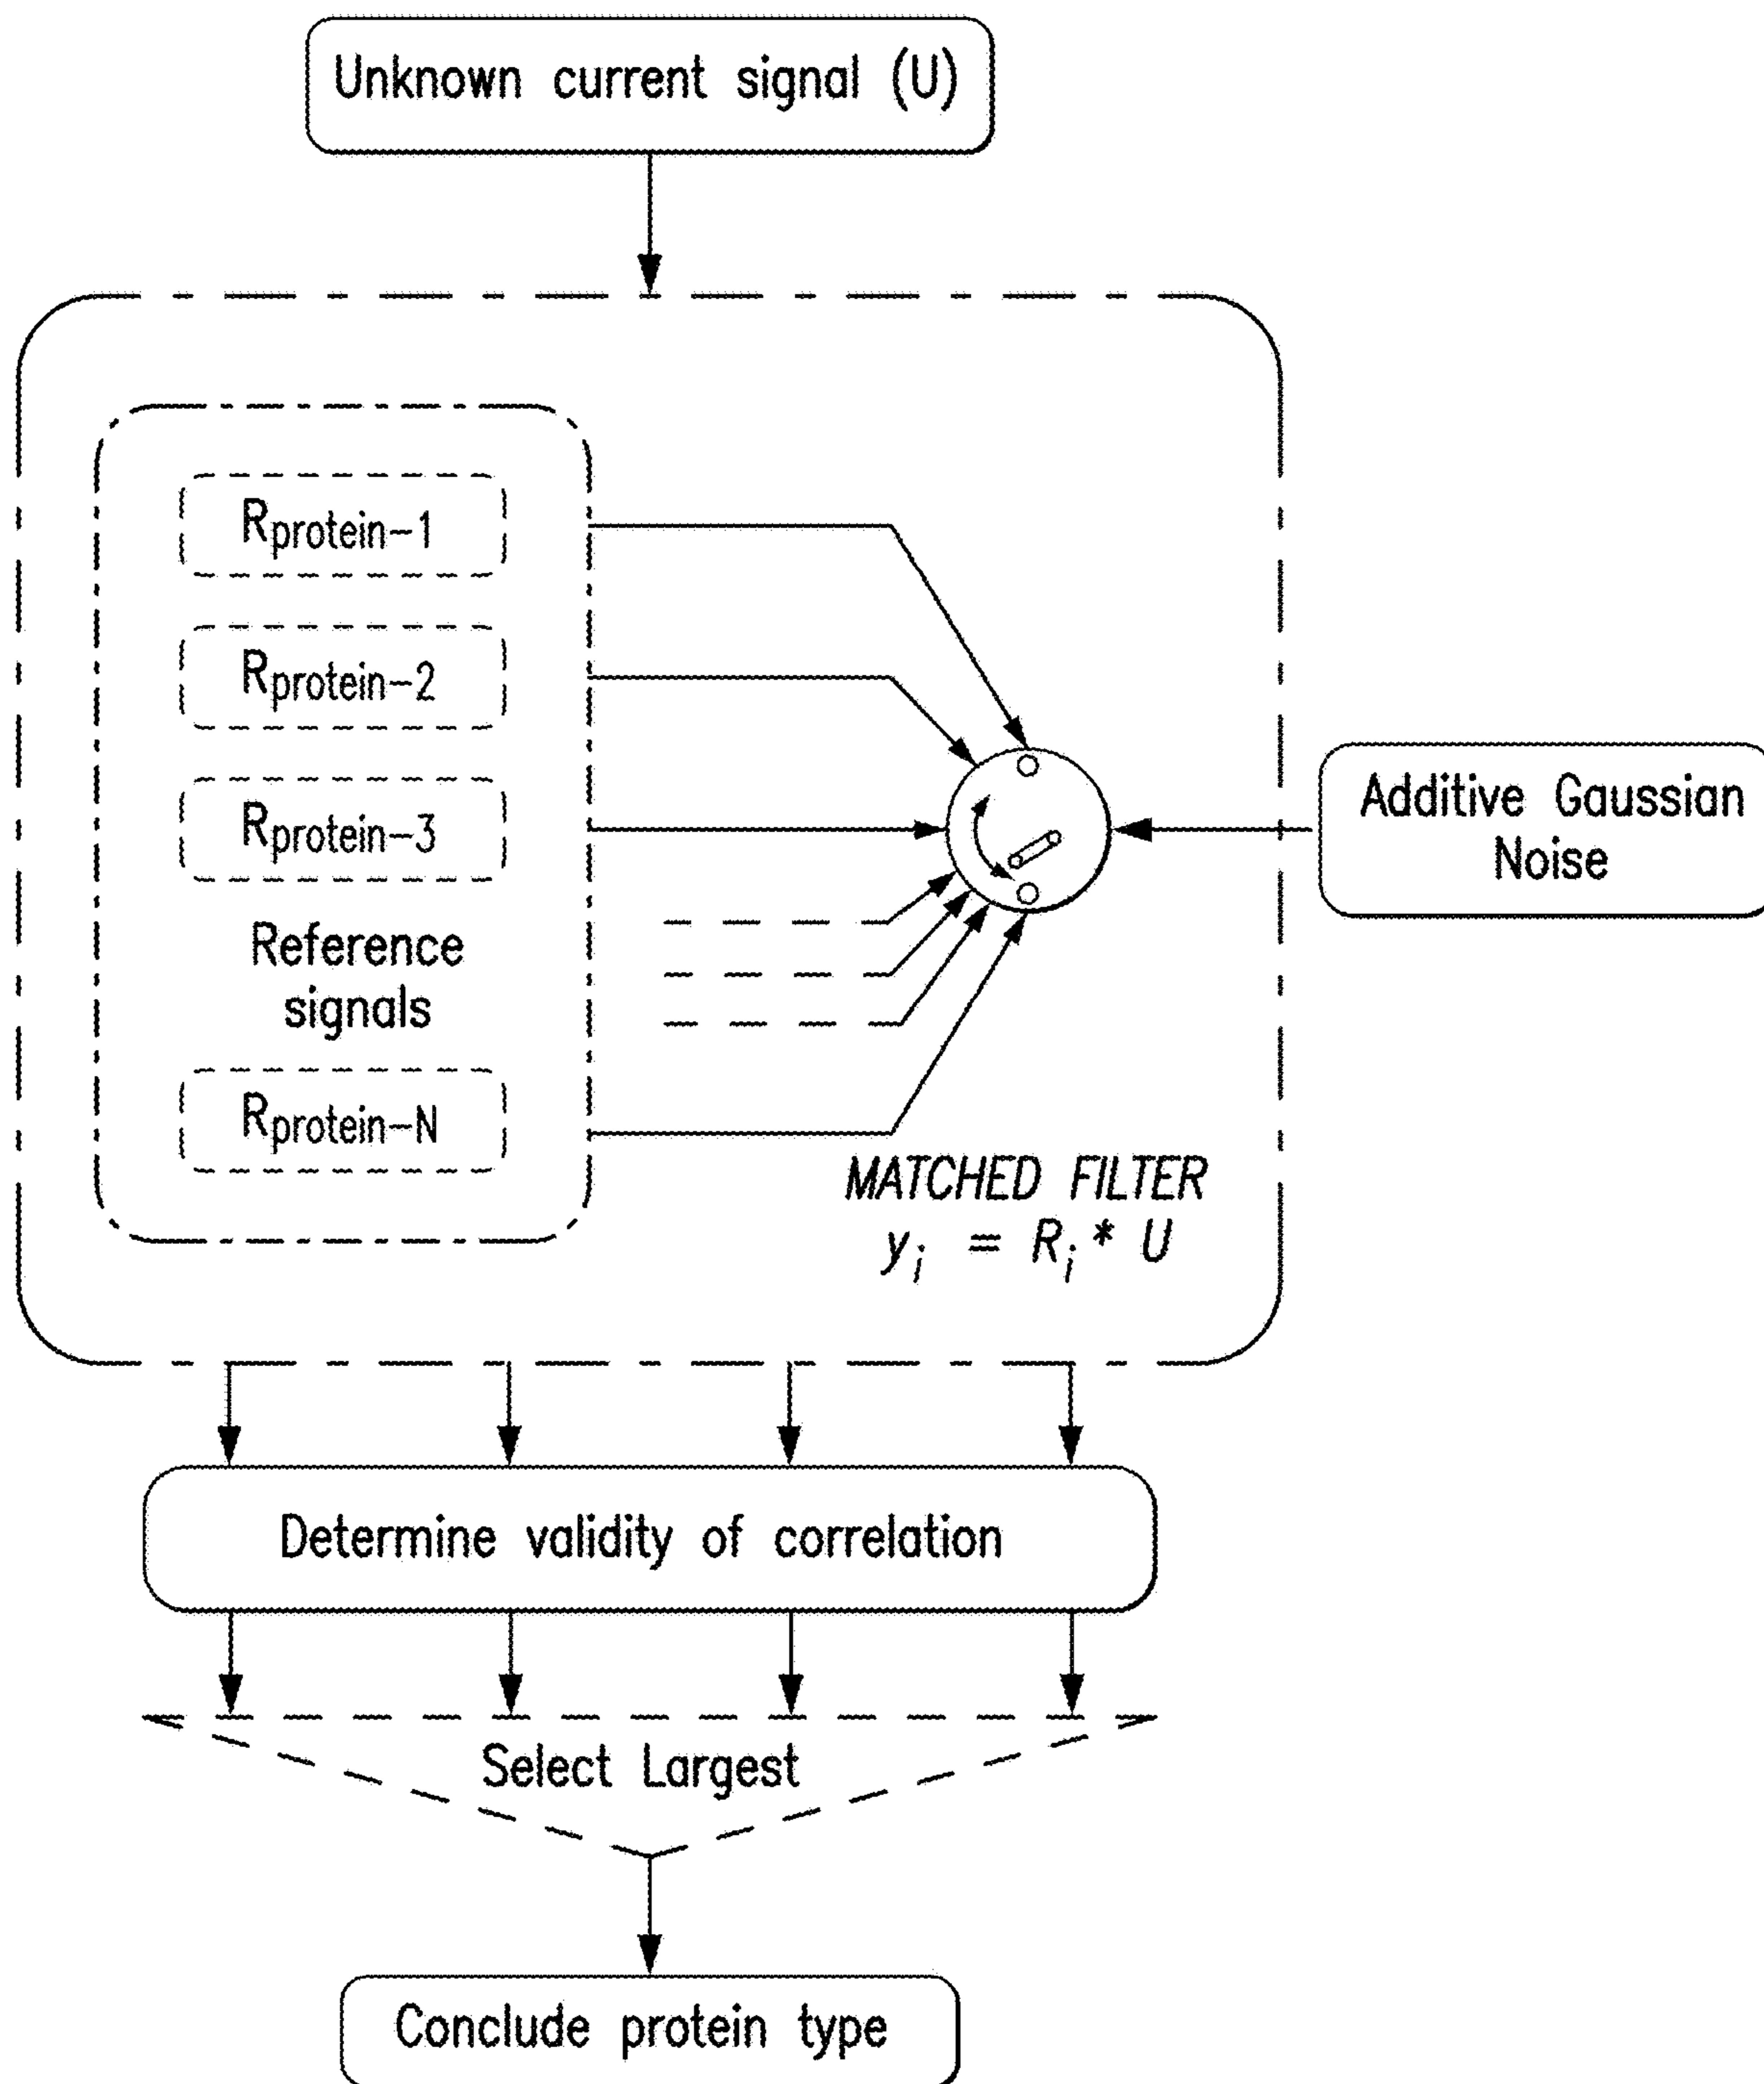 Unknown current signal (U)
Rprotein-1
Rprotein-2
Rprotein-3
Reference
signals
Rprotein-N
Additive Gaussian
Noise
MATCHED FILTER
yi = Ri * U
Determine validity of correlation
Select Largest
Conclude protein type